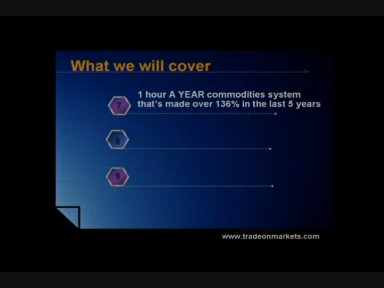 What we will cover
7
1 hour A YEAR commodities system
that's made over 136% in the last 5 years
8
9
www.tradeonmarkets.com